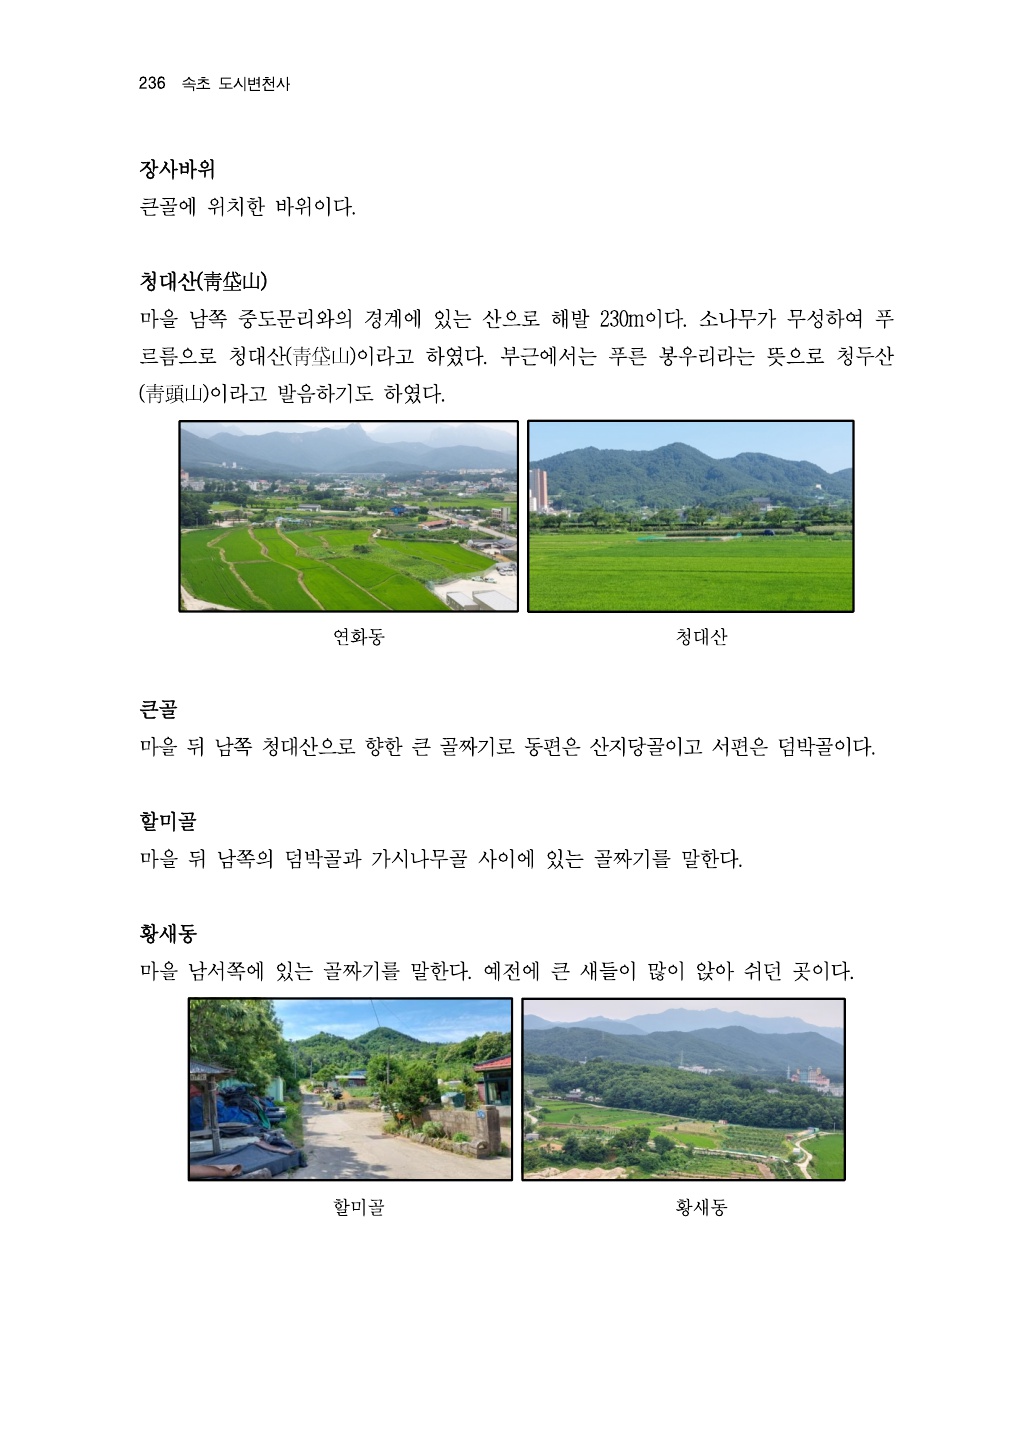 236 속초 도시변천사
장사바위
큰골에 위치한 바위이다.
청대산(靑垈山)
마을 남쪽 중도문리와의 경계에 있는 산으로 해발 230m이다. 소나무가 무성하여 푸
르름으로 청대산(靑垈山)이라고 하였다. 부근에서는 푸른 봉우리라는 뜻으로 청두산
(靑頭山)이라고 발음하기도 하였다.
연화동
청대산
큰골
마을 뒤 남쪽 청대산으로 향한 큰 골짜기로 동편은 산지당골이고 서편은 덤박골이다.
할미골
마을 뒤 남쪽의 덤박골과 가시나무골 사이에 있는 골짜기를 말한다.
황새동
마을 남서쪽에 있는 골짜기를 말한다. 예전에 큰 새들이 많이 앉아 쉬던 곳이다.
할미골
황새동